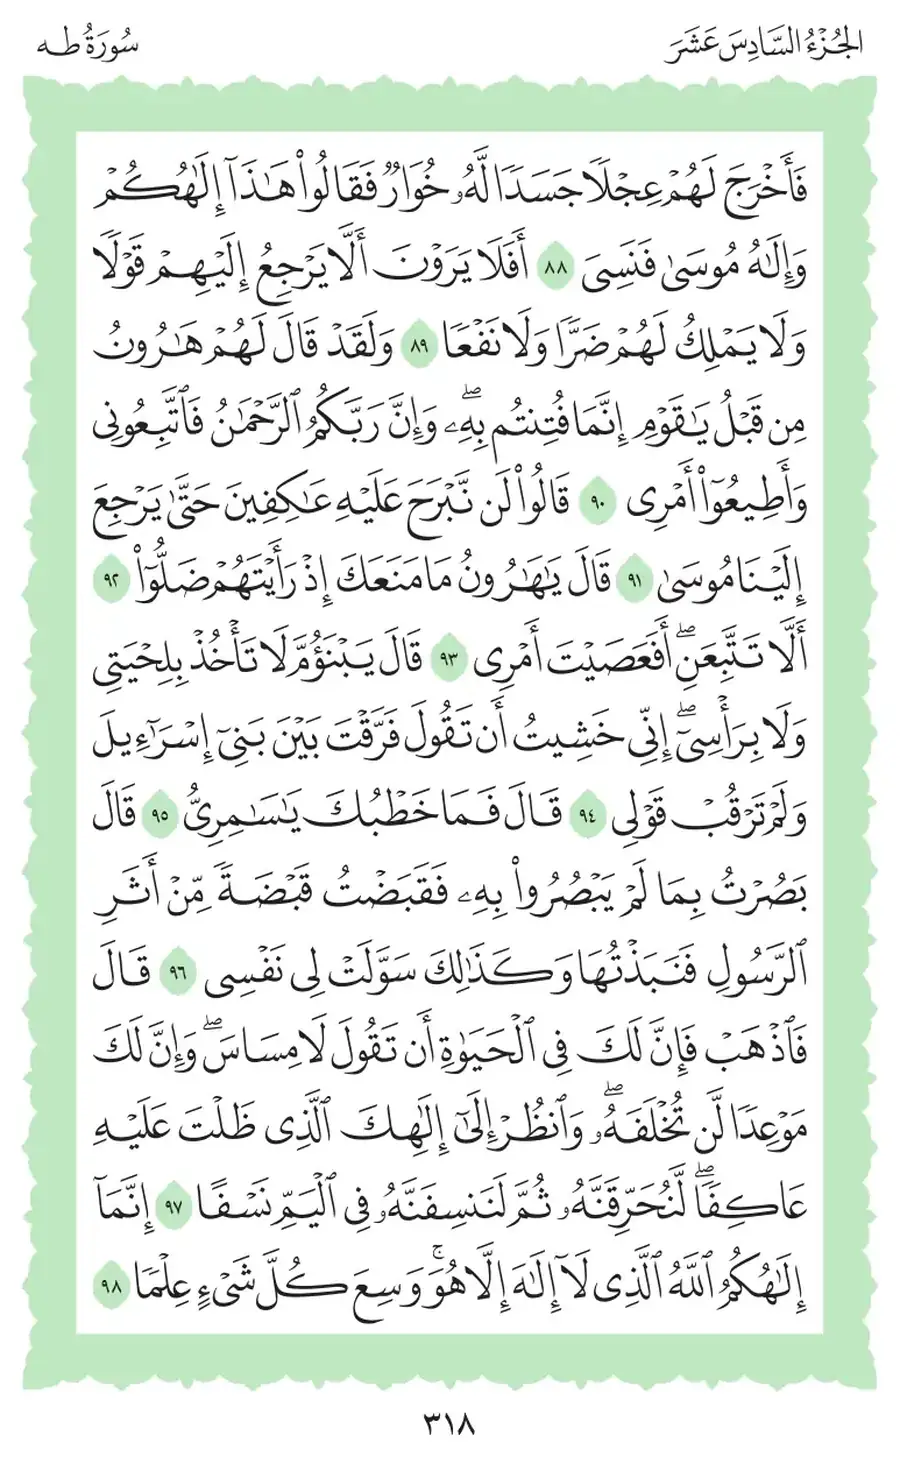 الجُزْءُ السَّادِسَ عَشَرَ
سُورَةُ طه
فَأَخْرَجَ لَهُمْ عِجْلًا جَسَدًا لَّهُۥ خُوَارٌ فَقَالُوا۟ هَـٰذَآ إِلَـٰهُكُمْ
وَإِلَـٰهُ مُوسَىٰ فَنَسِىَ ٨٨ أَفَلَا يَرَوْنَ أَلَّا يَرْجِعُ إِلَيْهِمْ قَوْلًا
وَلَا يَمْلِكُ لَهُمْ ضَرًّا وَلَا نَفْعًا ٨٩ وَلَقَدْ قَالَ لَهُمْ هَـٰرُونُ
مِن قَبْلُ يَـٰقَوْمِ إِنَّمَا فُتِنتُم بِهِۦۖ وَإِنَّ رَبَّكُمُ ٱلرَّحْمَـٰنُ فَٱتَّبِعُونِى
وَأَطِيعُوٓا۟ أَمْرِى ٩٠ قَالُوا۟ لَن نَّبْرَحَ عَلَيْهِ عَـٰكِفِينَ حَتَّىٰ يَرْجِعَ
إِلَيْنَا مُوسَىٰ ٩١ قَالَ يَـٰهَـٰرُونُ مَا مَنَعَكَ إِذْ رَأَيْتَهُمْ ضَلُّوٓا۟ ٩٢
أَلَّا تَتَّبِعَنِۖ أَفَعَصَيْتَ أَمْرِى ٩٣ قَالَ يَبْنَؤُمَّ لَا تَأْخُذْ بِلِحْيَتِى
وَلَا بِرَأْسِىٓۖ إِنِّى خَشِيتُ أَن تَقُولَ فَرَّقْتَ بَيْنَ بَنِىٓ إِسْرَٰٓءِيلَ
وَلَمْ تَرْقُبْ قَوْلِى ٩٤ قَالَ فَمَا خَطْبُكَ يَـٰسَـٰمِرِىُّ ٩٥ قَالَ
بَصُرْتُ بِمَا لَمْ يَبْصُرُوا۟ بِهِۦ فَقَبَضْتُ قَبْضَةً مِّنْ أَثَرِ
ٱلرَّسُولِ فَنَبَذْتُهَا وَكَذَٰلِكَ سَوَّلَتْ لِى نَفْسِى ٩٦ قَالَ
فَٱذْهَبْ فَإِنَّ لَكَ فِى ٱلْحَيَوٰةِ أَن تَقُولَ لَا مِسَاسَۖ وَإِنَّ لَكَ
مَوْعِدًا لَّن تُخْلَفَهُۥۖ وَٱنظُرْ إِلَىٰٓ إِلَـٰهِكَ ٱلَّذِى ظَلْتَ عَلَيْهِ
عَاكِفًاۖ لَّنُحَرِّقَنَّهُۥ ثُمَّ لَنَنسِفَنَّهُۥ فِى ٱلْيَمِّ نَسْفًا ٩٧ إِنَّمَآ
إِلَـٰهُكُمُ ٱللَّهُ ٱلَّذِى لَآ إِلَـٰهَ إِلَّا هُوَۚ وَسِعَ كُلَّ شَىْءٍ عِلْمًا ٩٨
٣١٨